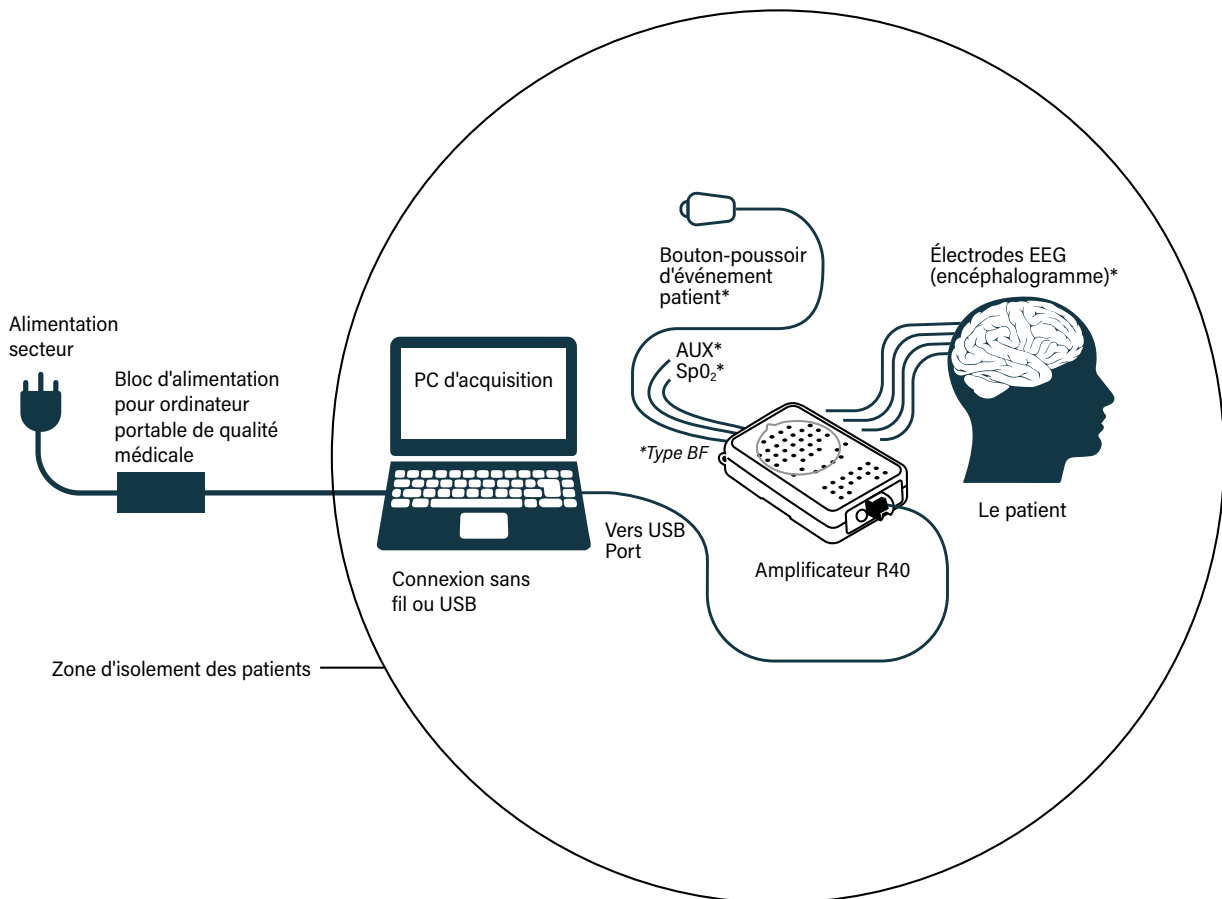 Alimentation
secteur
Bloc d'alimentation
pour ordinateur
portable de qualité
médicale
PC d'acquisition
Connexion sans
fil ou USB
Vers USB
Port
Bouton-poussoir
d'événement
patient*
AUX*
Sp0₂*
*Type BF
Amplificateur R40
Électrodes EEG
(encéphalogramme)*
Le patient
Zone d'isolement des patients